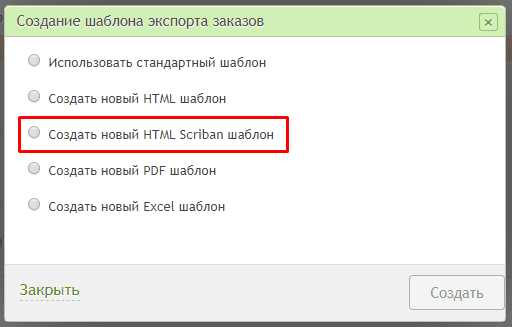 Создание шаблона экспорта заказов
Использовать стандартный шаблон
Создать новый HTML шаблон
Создать новый HTML Scriban шаблон
Создать новый PDF шаблон
Создать новый Excel шаблон
Закрыть
Создать